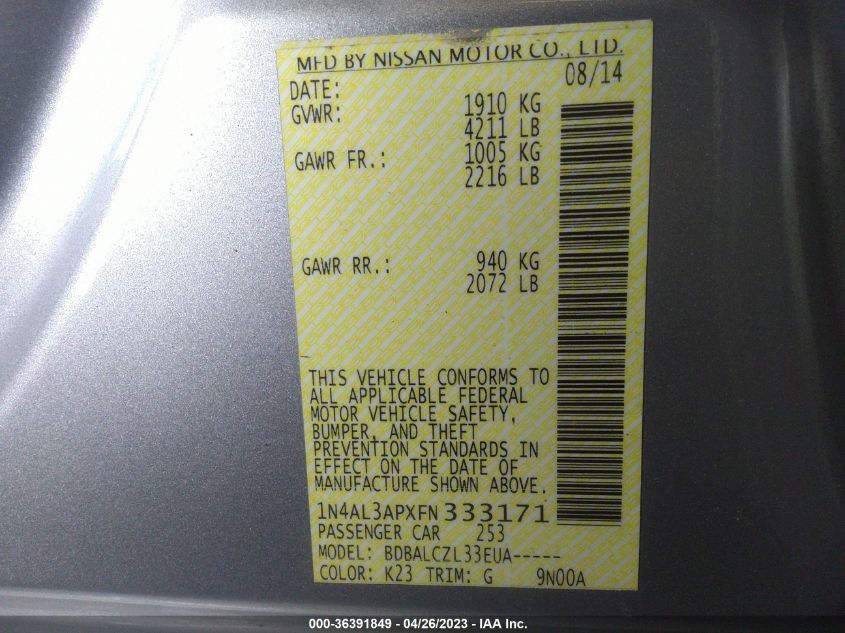 MFD BY NISSAN MOTOR CO., LTD.
DATE: 08/14
GVWR: 1910 KG
4211 LB
GAWR FR.: 1005 KG
2216 LB
GAWR RR.: 940 KG
2072 LB
THIS VEHICLE CONFORMS TO
ALL APPLICABLE FEDERAL
MOTOR VEHICLE SAFETY,
BUMPER, AND THEFT
PREVENTION STANDARDS IN
EFFECT ON THE DATE OF
MANUFACTURE SHOWN ABOVE.
1N4AL3APXFN333171
PASSENGER CAR 253
MODEL: BDBALCZL33EUA-----
COLOR: K23 TRIM: G 9N00A
000-36391849 - 04/26/2023 - IAA Inc.